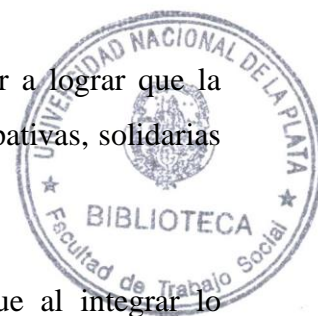 r a lograr que la
pativas, solidarias
ue al integrar lo
UNIVERSIDAD NACIONAL DE LA PLATA
BIBLIOTECA
Facultad de Trabajo Social